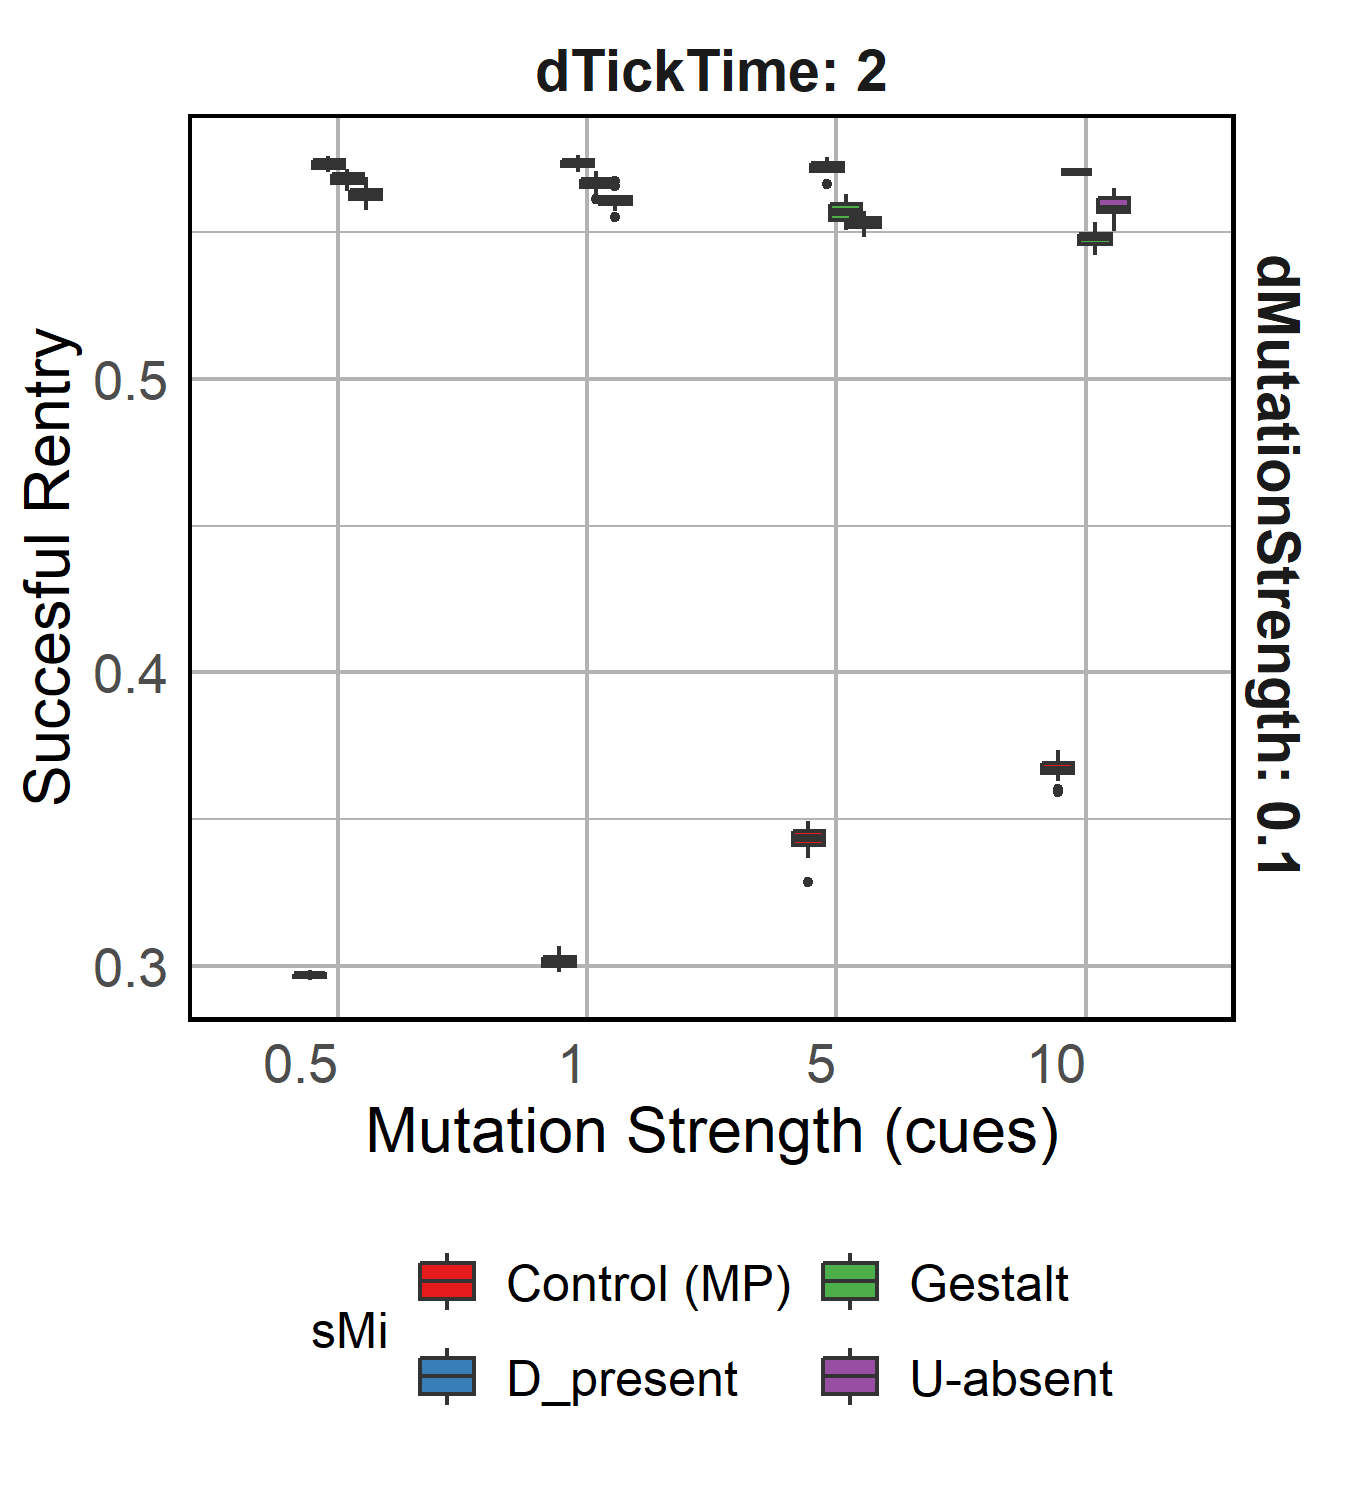 dTickTime: 2
dMutationStrength: 0.1
Succesful Rentry
0.5
0.4
0.3
0.5 1 5 10
Mutation Strength (cues)
sMi
Control (MP)
Gestalt
D_present
U-absent